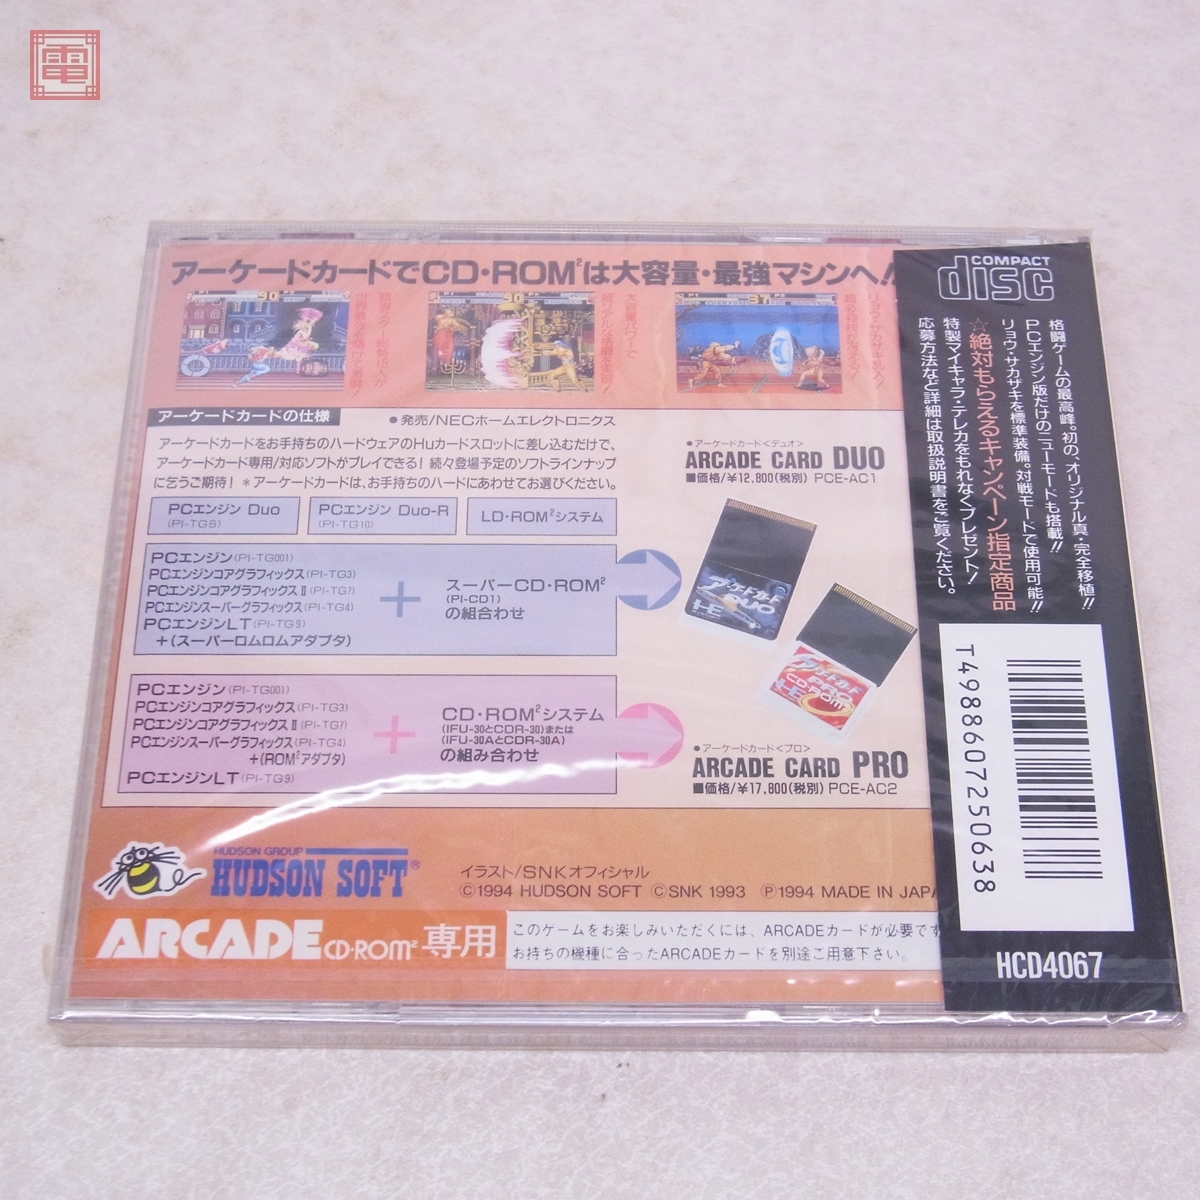 電
アーケードカードでCD・ROM²は大容量・最強マシンへ!!
アーケードカードの仕様
●発売/NECホームエレクトロニクス
アーケードカードをお手持ちのハードウェアのHuカードスロットに差し込むだけで、
アーケードカード専用/対応ソフトがプレイできる! 続々登場予定のソフトラインナップ
に乞うご期待! *アーケードカードは、お手持ちのハードにあわせてお選びください。
PCエンジン Duo
(PI-TG8)
PCエンジン Duo-R
(PI-TG10)
LD-ROM²システム
PCエンジン(PI-TG001)
PCエンジンコアグラフィックス(PI-TG3)
PCエンジンコアグラフィックスⅡ(PI-TG7)
PCエンジンスーパーグラフィックス(PI-TG4)
PCエンジンLT(PI-TG9)
+(スーパーロムロムアダプタ)
+
スーパーCD・ROM²
(PI-CD1)
の組合わせ
PCエンジン(PI-TG001)
PCエンジンコアグラフィックス(PI-TG3)
PCエンジンコアグラフィックスⅡ(PI-TG7)
PCエンジンスーパーグラフィックス(PI-TG4)
+(ROM²アダプタ)
PCエンジンLT(PI-TG9)
+
CD・ROM²システム
(IFU-30とCDR-30)または
(IFU-30AとCDR-30A)
の組み合わせ
●アーケードカード<デュオ>
ARCADE CARD DUO
■価格/¥12,800(税別) PCE-AC1
アーケードカード
DUO
アーケードカード
PRO
CD-ROM²
●アーケードカード<プロ>
ARCADE CARD PRO
■価格/¥17,800(税別) PCE-AC2
HUDSON GROUP
HUDSON SOFT®
イラスト/SNKオフィシャル
©1994 HUDSON SOFT ©SNK 1993 ℗1994 MADE IN JAPA
ARCADE CD・ROM² 専用
このゲームをお楽しみいただくには、ARCADEカードが必要です
お持ちの機種に合ったARCADEカードを別途ご用意下さい。
COMPACT
disc
格闘ゲームの最高峰。初の、オリジナル真・完全移植!!
PCエンジン版だけのニューモードも搭載!!
リョウ・サカザキを標準装備。対戦モードで使用可能!!
☆絶対もらえるキャンペーン指定商品
特製マイキャラ・テレカをもれなくプレゼント!
応募方法など詳細は取扱説明書をご覧ください。
T4988607250638
HCD4067